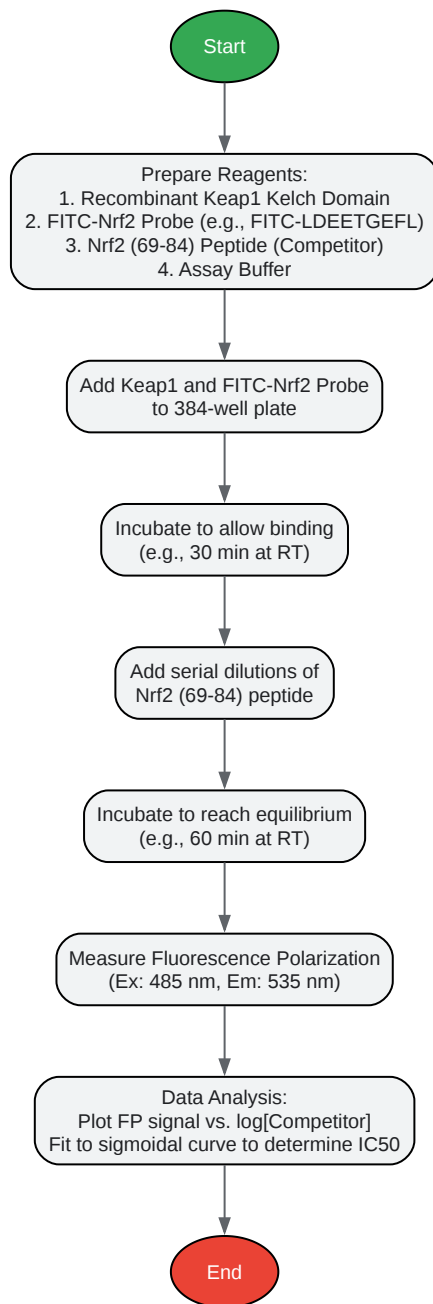 Start
Prepare Reagents:
1. Recombinant Keap1 Kelch Domain
2. FITC-Nrf2 Probe (e.g., FITC-LDEETGEFL)
3. Nrf2 (69-84) Peptide (Competitor)
4. Assay Buffer
Add Keap1 and FITC-Nrf2 Probe
to 384-well plate
Incubate to allow binding
(e.g., 30 min at RT)
Add serial dilutions of
Nrf2 (69-84) peptide
Incubate to reach equilibrium
(e.g., 60 min at RT)
Measure Fluorescence Polarization
(Ex: 485 nm, Em: 535 nm)
Data Analysis:
Plot FP signal vs. log[Competitor]
Fit to sigmoidal curve to determine IC50
End